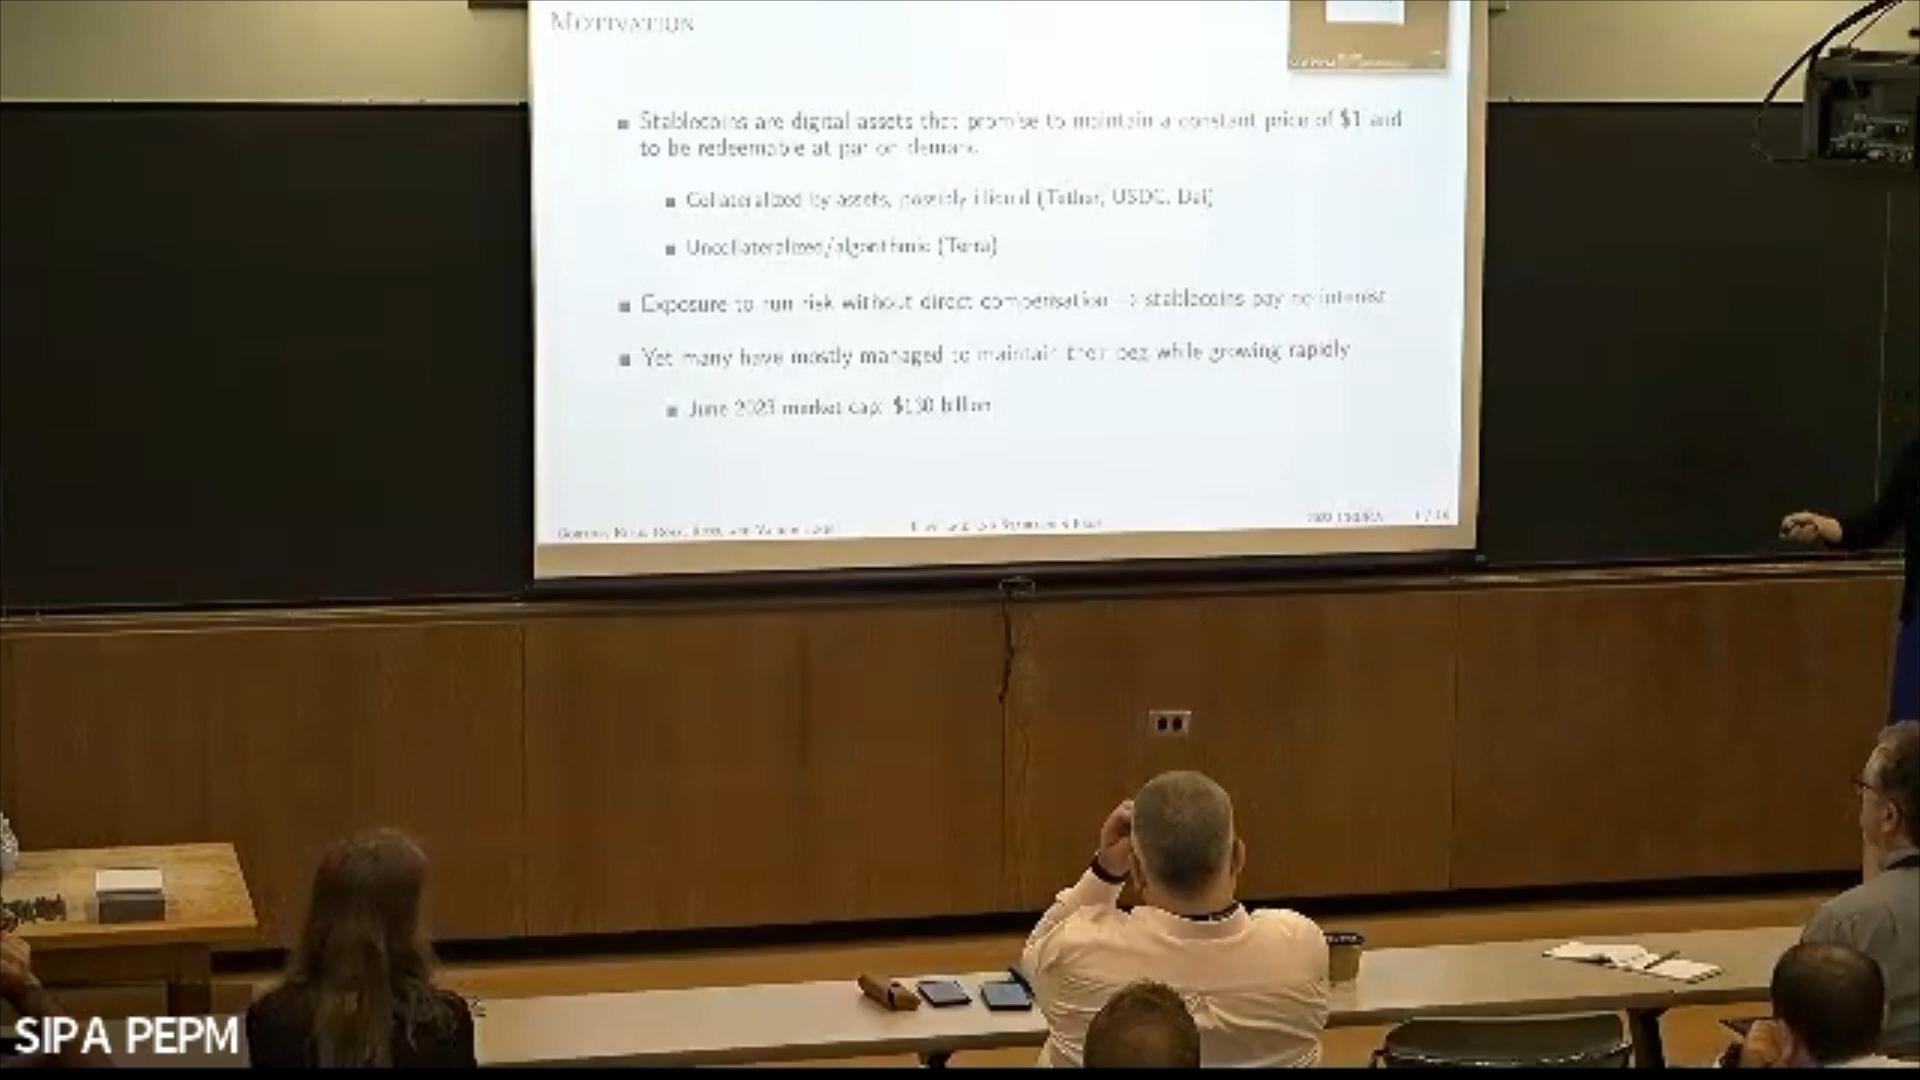 MOTIVATION
Stablecoins are digital assets that promise to maintain a constant price of $1 and
to be redeemable at par on demand
Collateralized by assets, possibly illiquid (Tether, USDC, Dai)
Uncollateralized/algorithmic (Terra)
Exposure to run risk without direct compensation → stablecoins pay no interest
Yet many have mostly managed to maintain their peg while growing rapidly
June 2023 market cap: $130 billion
SIPA PEPM